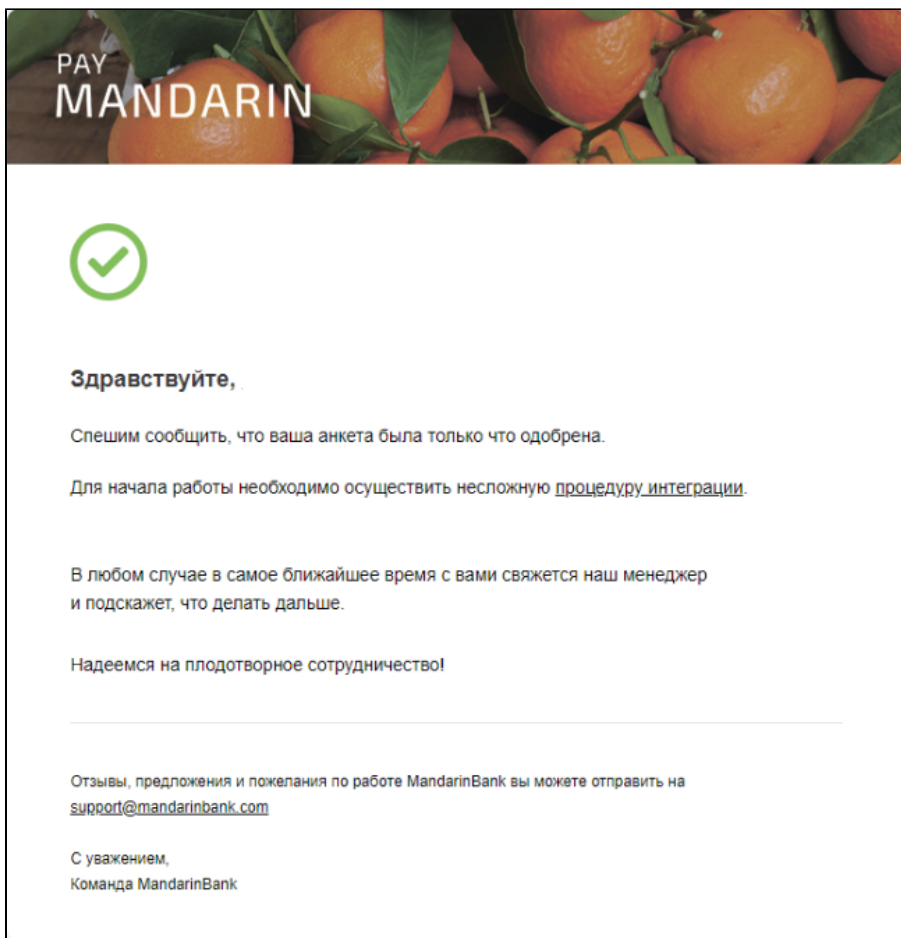 PAY
MANDARIN
Здравствуйте,
Спешим сообщить, что ваша анкета была только что одобрена.
Для начала работы необходимо осуществить несложную процедуру интеграции.
В любом случае в самое ближайшее время с вами свяжется наш менеджер
и подскажет, что делать дальше.
Надеемся на плодотворное сотрудничество!
Отзывы, предложения и пожелания по работе MandarinBank вы можете отправить на
support@mandarinbank.com
С уважением,
Команда MandarinBank